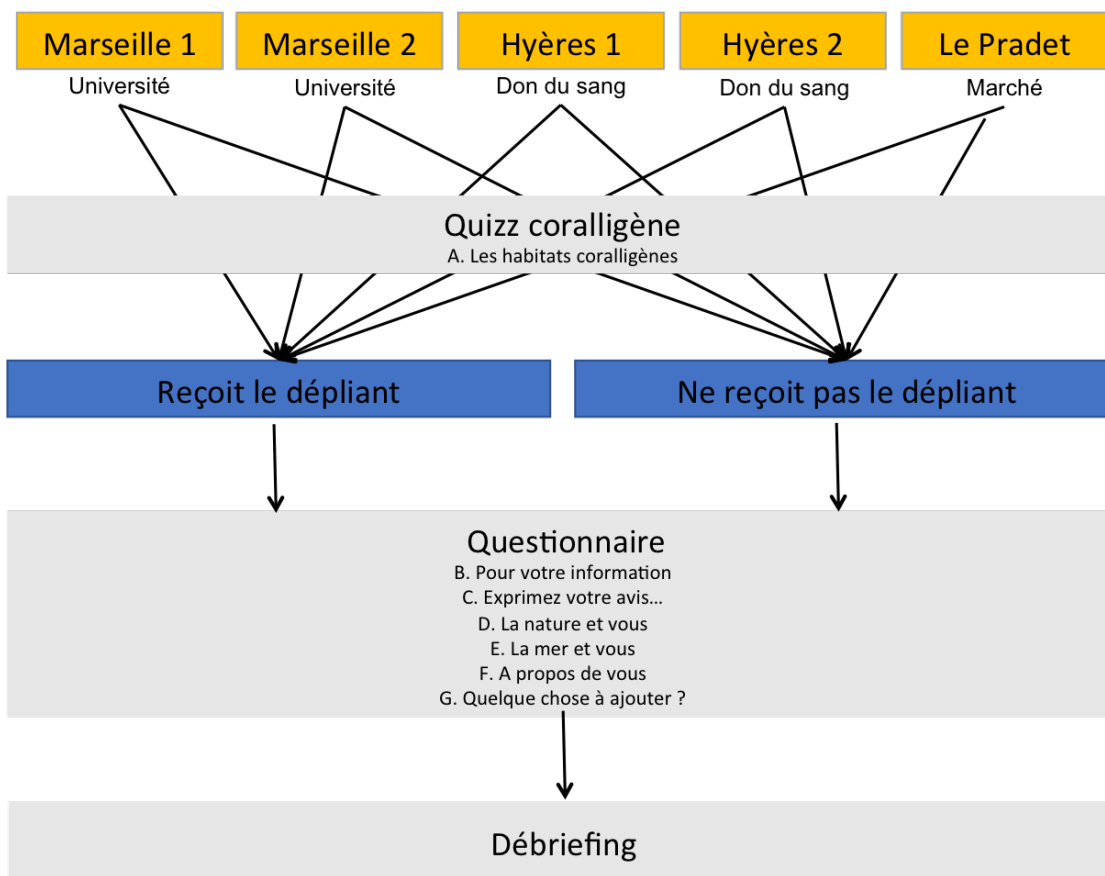 Marseille 1
Marseille 2
Hyères 1
Hyères 2
Le Pradet
Université
Université
Don du sang
Don du sang
Marché
Quizz coralligène
A. Les habitats coralligènes
Reçoit le dépliant
Ne reçoit pas le dépliant
Questionnaire
B. Pour votre information
C. Exprimez votre avis...
D. La nature et vous
E. La mer et vous
F. A propos de vous
G. Quelque chose à ajouter ?
Débriefing